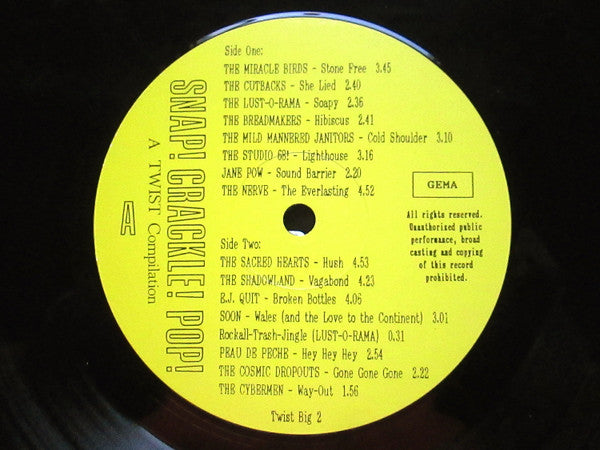 SNAP! CRACKLE! POP!
A TWIST Compilation
A
Side One:
THE MIRACLE BIRDS - Stone Free 3.45
THE CUTBACKS - She Lied 2.40
THE LUST-O-RAMA - Soapy 2.36
THE BREADMAKERS - Hibiscus 2.41
THE MILD MANNERED JANITORS - Cold Shoulder 3.10
THE STUDIO 68! - Lighthouse 3.16
JANE POW - Sound Barrier 2.20
THE NERVE - The Everlasting 4.52
GEMA
All rights reserved.
Unauthorised public
performance, broad
casting and copying
of this record
prohibited.
Side Two:
THE SACRED HEARTS - Hush 4.53
THE SHADOWLAND - Vagabond 4.23
E.J. QUIT - Broken Bottles 4.06
SOON - Wales (and the Love to the Continent) 3.01
Rockall-Trash-Jingle (LUST-O-RAMA) 0.31
PEAU DE PECHE - Hey Hey Hey 2.54
THE COSMIC DROPOUTS - Gone Gone Gone 2.22
THE CYBERMEN - Way-Out 1.56
Twist Big 2